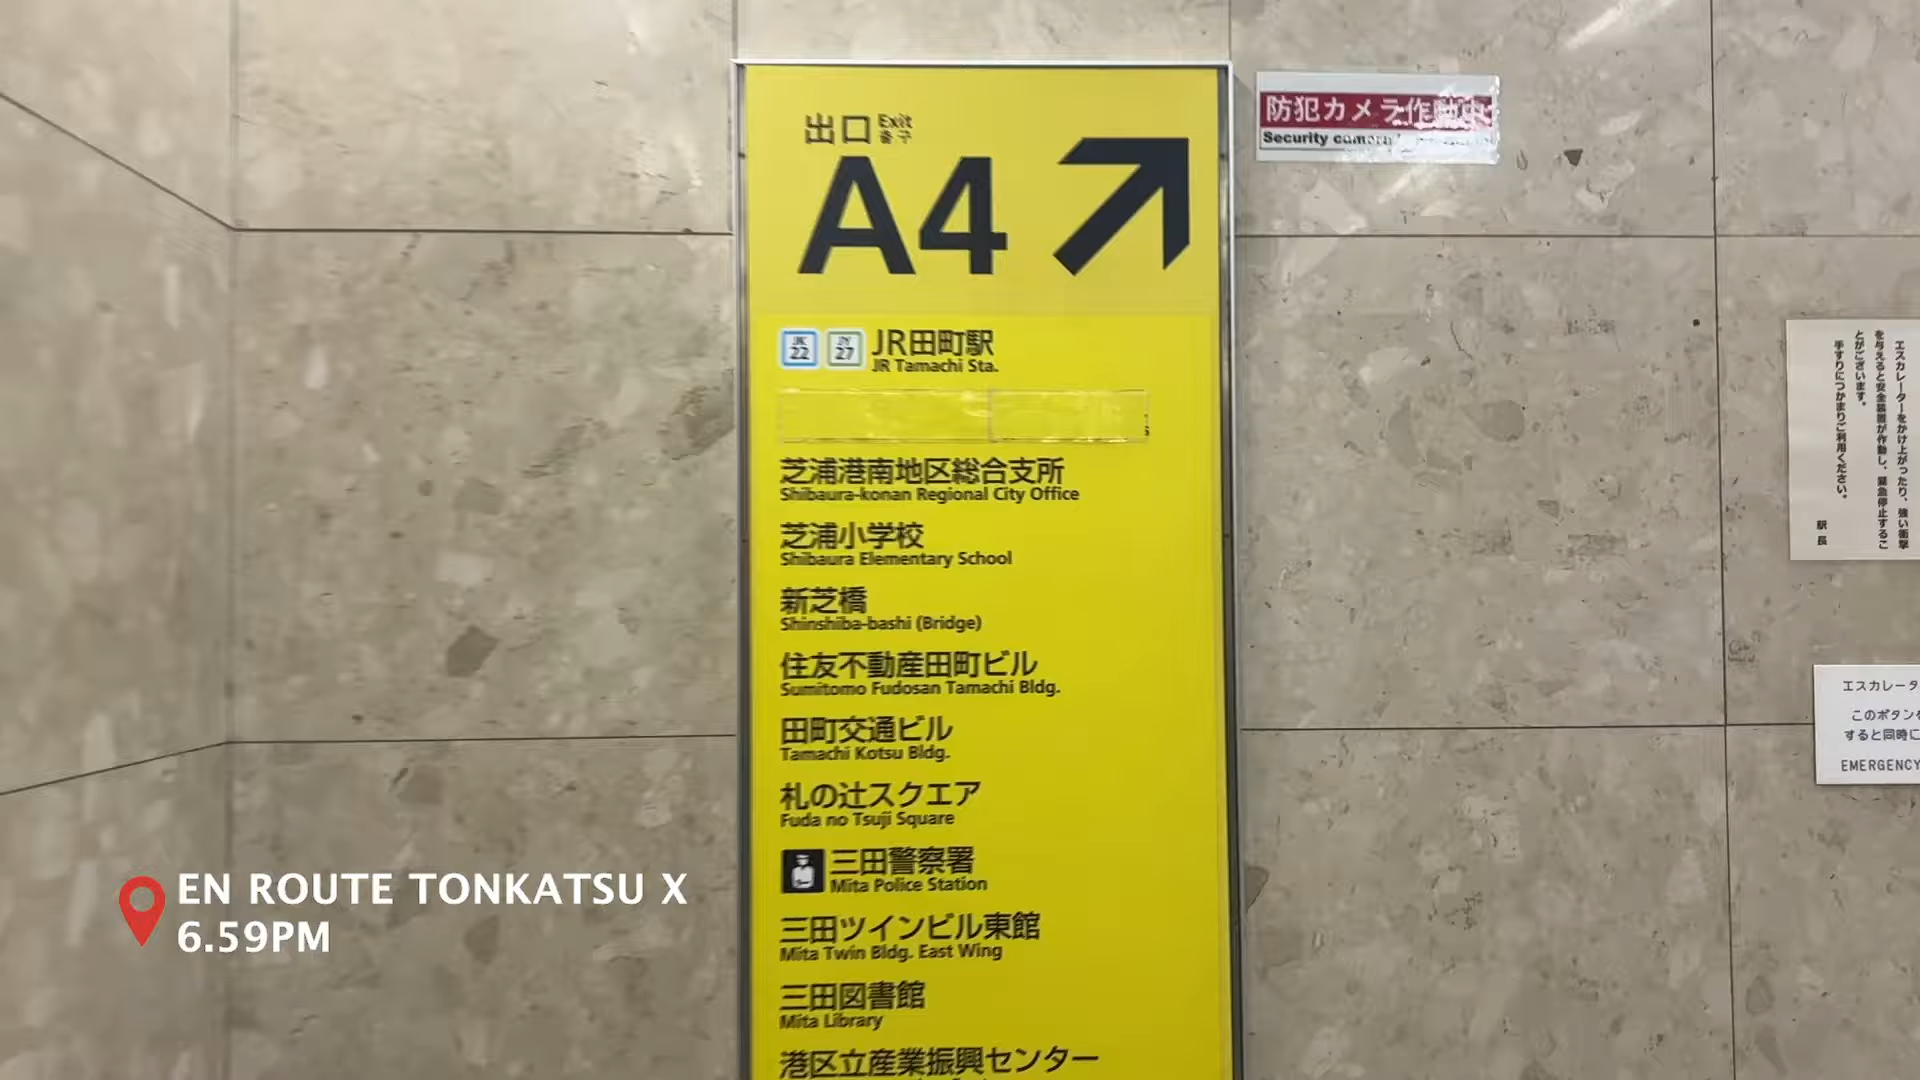 出口 Exit
출구
A4
JK 22 JY 27 JR田町駅
JR Tamachi Sta.
芝浦港南地区総合支所
Shibaura-konan Regional City Office
芝浦小学校
Shibaura Elementary School
新芝橋
Shinshiba-bashi (Bridge)
住友不動産田町ビル
Sumitomo Fudosan Tamachi Bldg.
田町交通ビル
Tamachi Kotsu Bldg.
札の辻スクエア
Fuda no Tsuji Square
三田警察署
Mita Police Station
三田ツインビル東館
Mita Twin Bldg. East Wing
三田図書館
Mita Library
港区立産業振興センター
防犯カメラ作動中
Security camera
エスカレーターをかけ上がったり、強い衝撃
を与えると安全装置が作動し、緊急停止するこ
とがございます。
手すりにつかまりご利用ください。
駅長
エスカレータ
このボタンを
すると同時に
EMERGENCY
EN ROUTE TONKATSU X
6.59PM